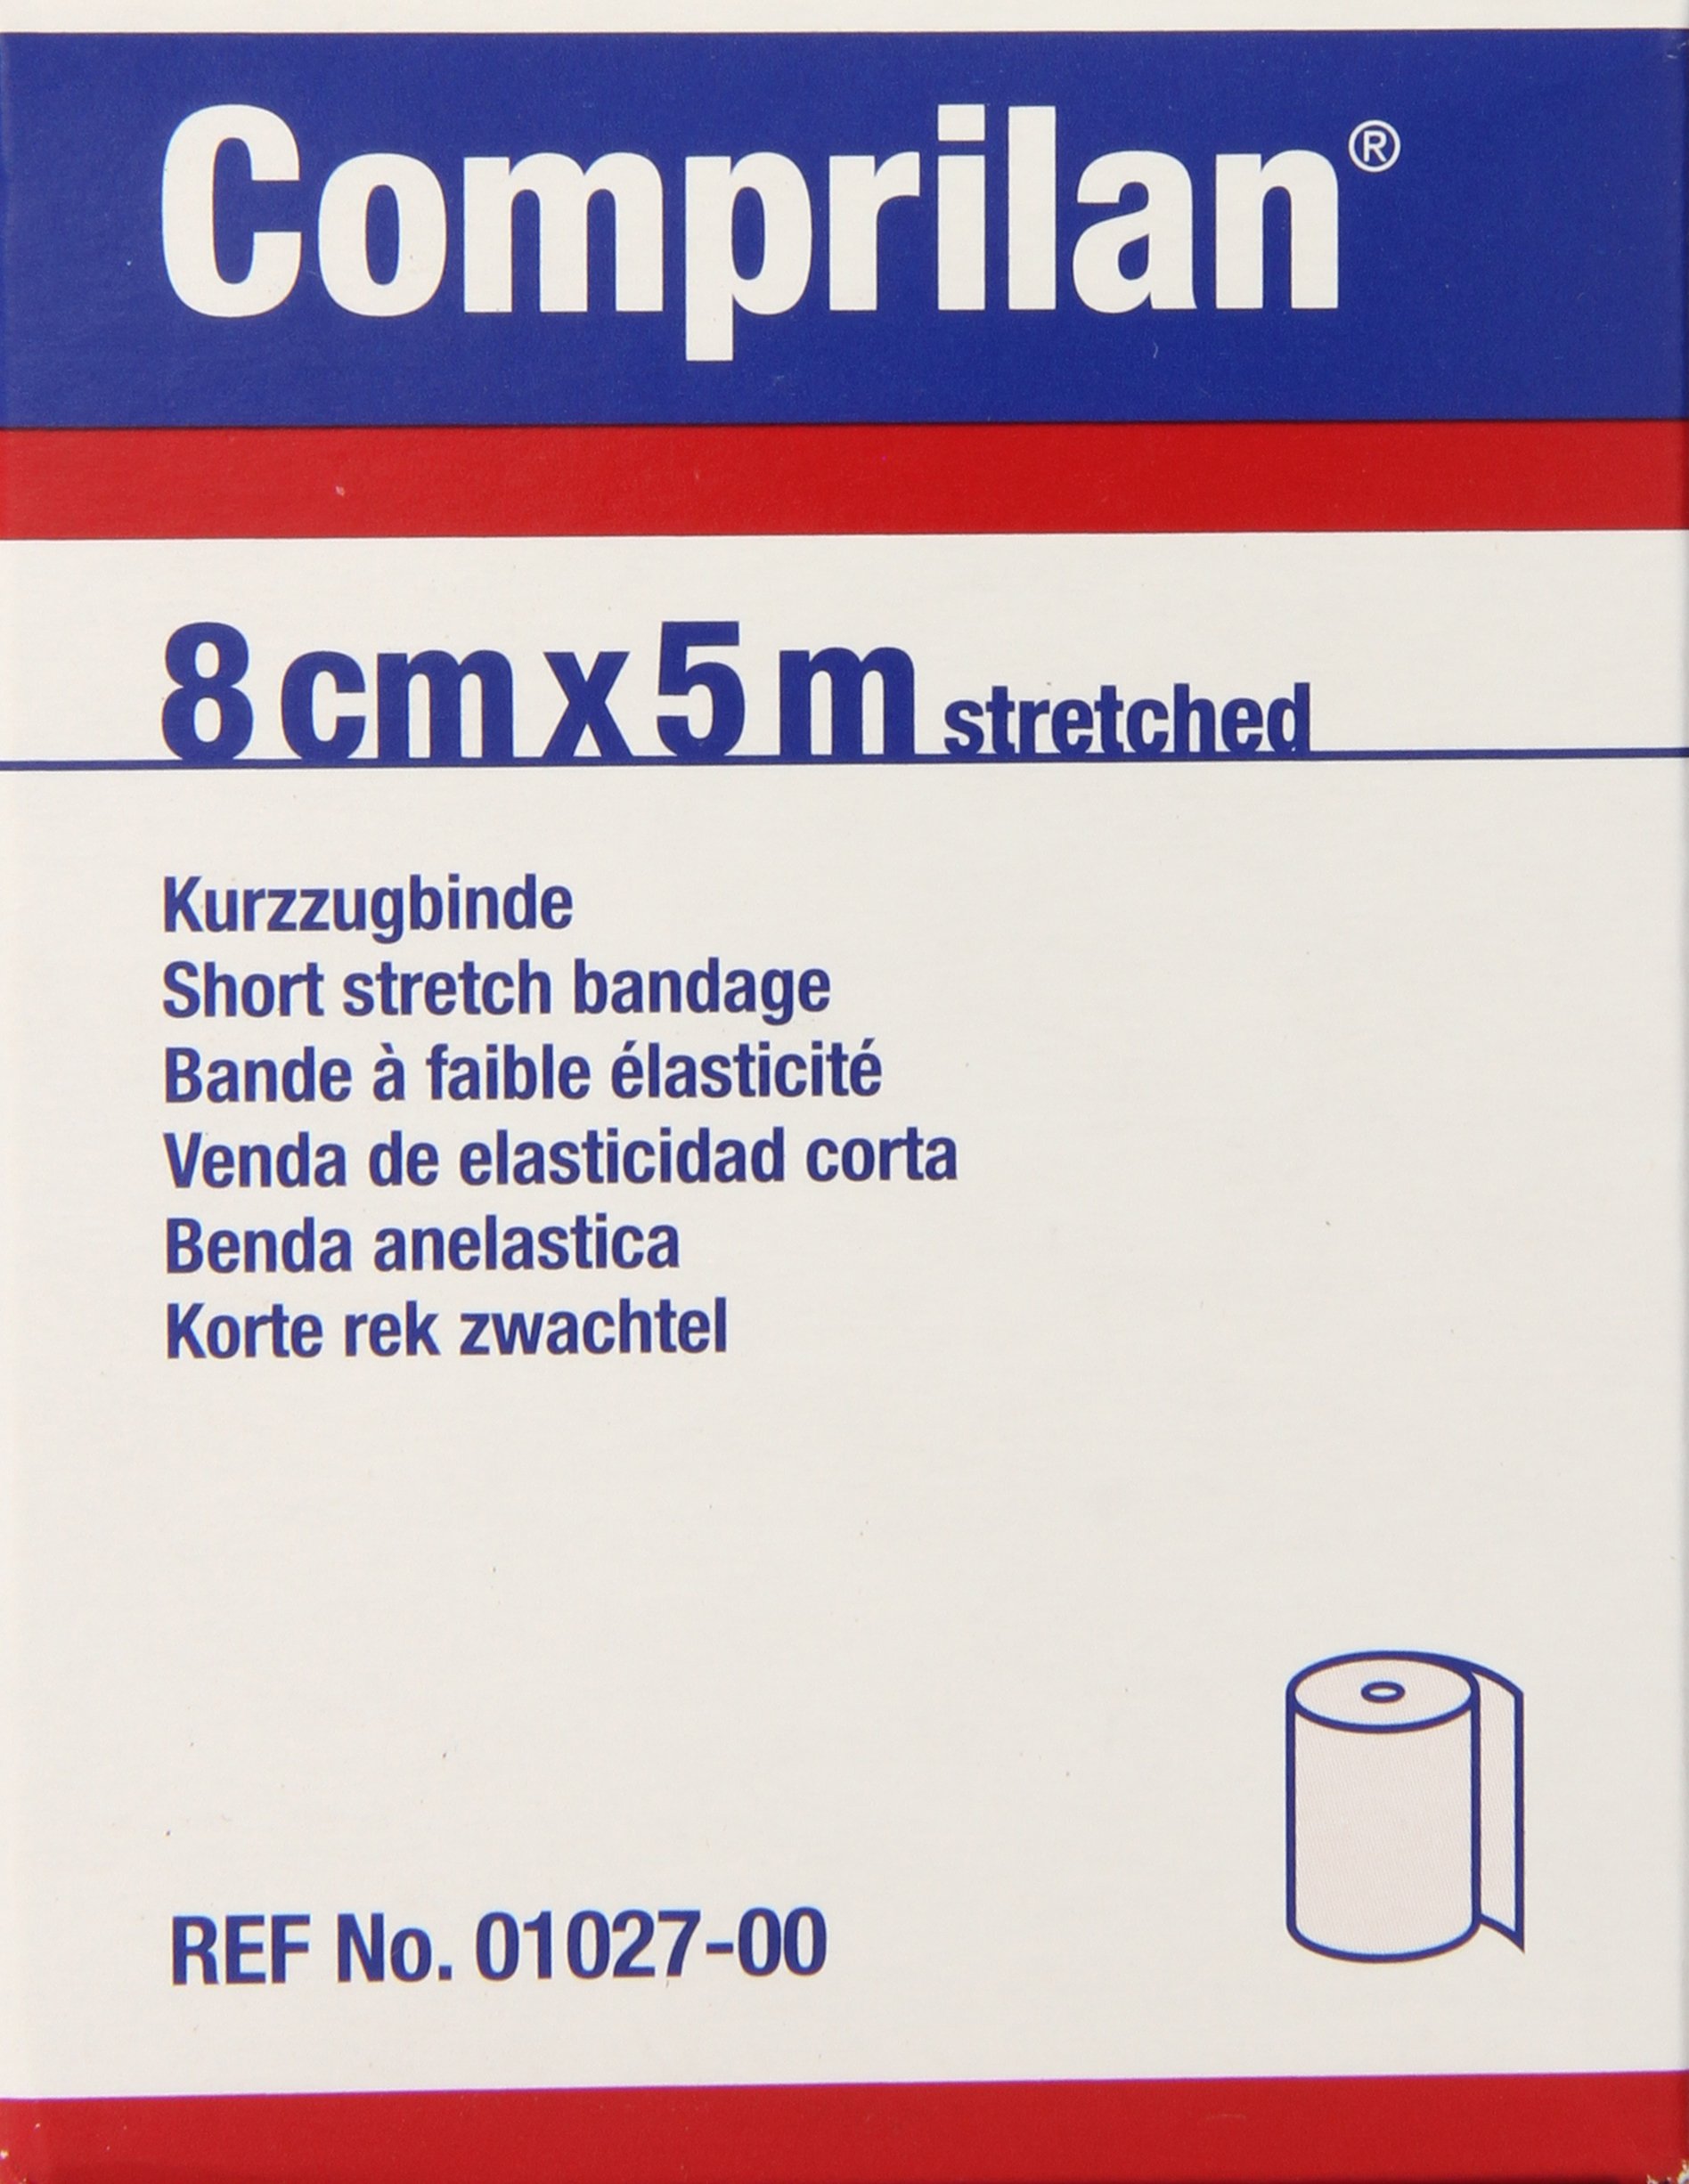 Comprilan®
8 cm x 5 m stretched
Kurzzugbinde
Short stretch bandage
Bande à faible élasticité
Venda de elasticidad corta
Benda anelastica
Korte rek zwachtel
REF No. 01027-00